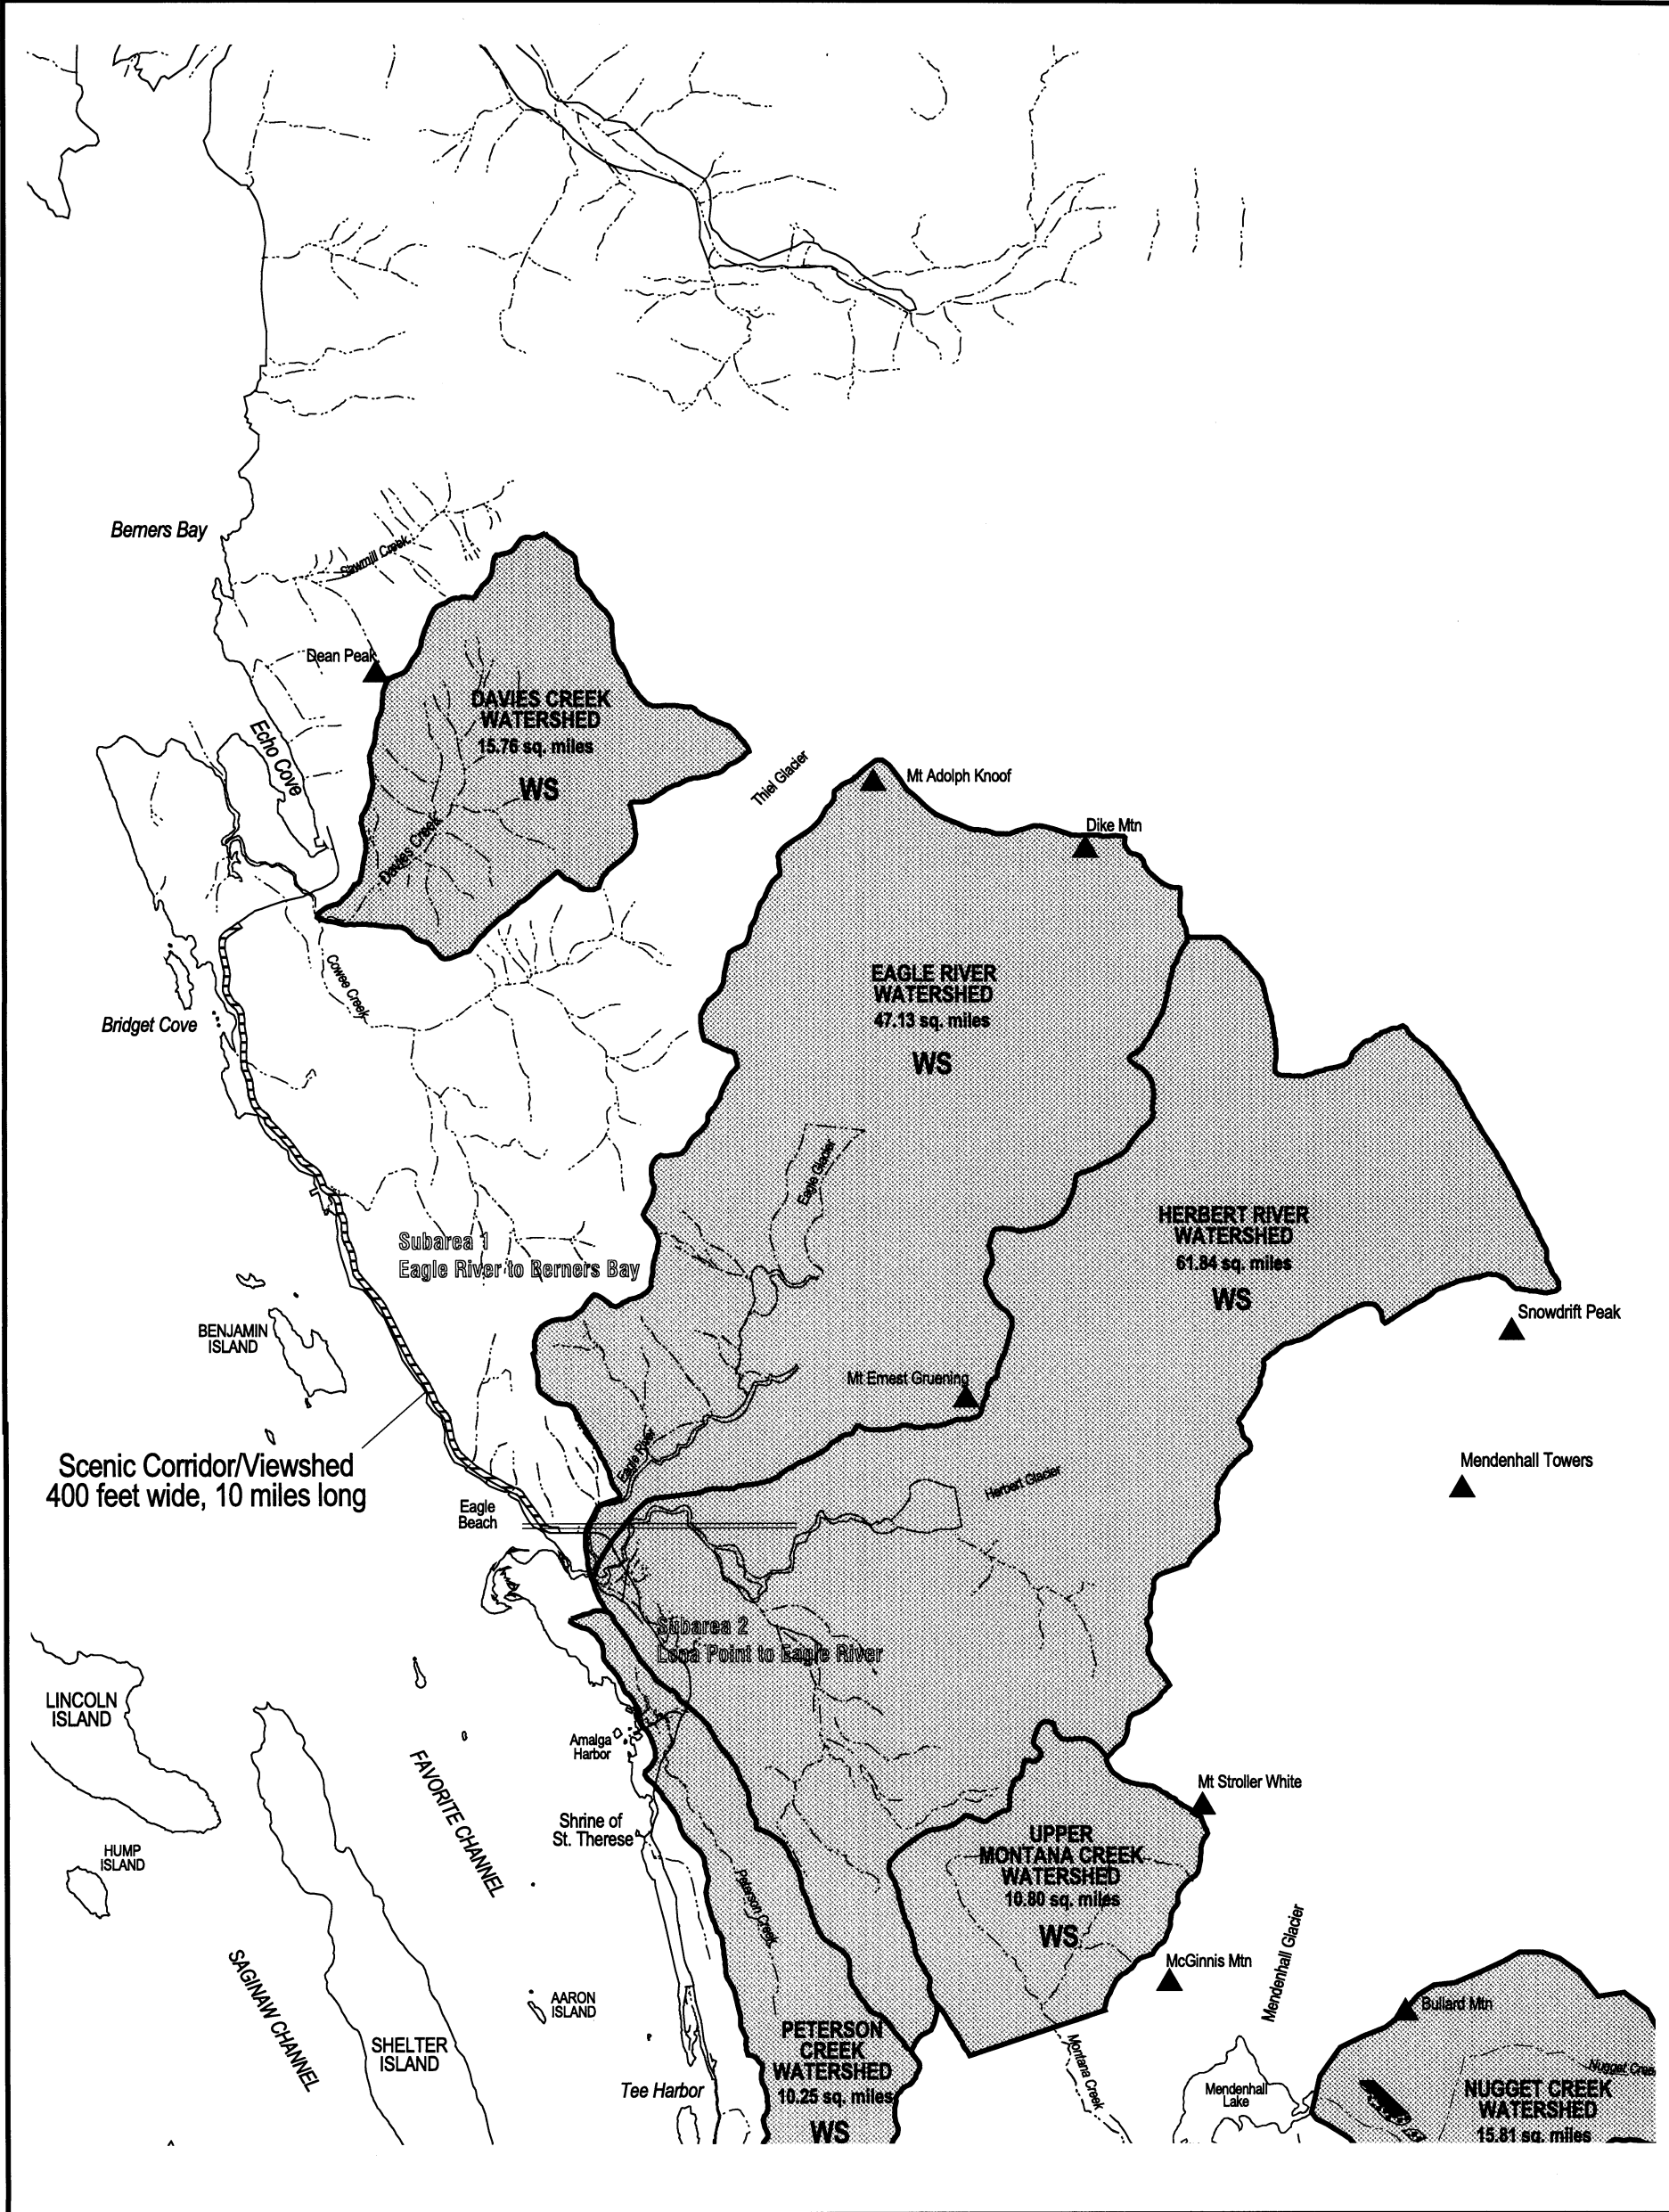 Berners Bay
Sawmill Creek
Dean Peak
DAVIES CREEK
WATERSHED
15.76 sq. miles
WS
Echo Cove
Davies Creek
Thiel Glacier
Mt Adolph Knoof
Dike Mtn
Cowee Creek
Bridget Cove
EAGLE RIVER
WATERSHED
47.13 sq. miles
WS
Eagle Glacier
Subarea 1
Eagle River to Berners Bay
HERBERT RIVER
WATERSHED
61.84 sq. miles
WS
Snowdrift Peak
BENJAMIN
ISLAND
Mt Ernest Gruening
Mendenhall Towers
Scenic Corridor/Viewshed
400 feet wide, 10 miles long
Eagle River
Herbert Glacier
Eagle
Beach
Subarea 2
Lena Point to Eagle River
LINCOLN
ISLAND
Amalga
Harbor
FAVORITE CHANNEL
Mt Stroller White
Shrine of
St. Therese
HUMP
ISLAND
UPPER
MONTANA CREEK
WATERSHED
10.80 sq. miles
WS
Peterson Creek
McGinnis Mtn
Mendenhall Glacier
SAGINAW CHANNEL
AARON
ISLAND
SHELTER
ISLAND
Bullard Mtn
PETERSON
CREEK
WATERSHED
10.25 sq. miles
WS
Tee Harbor
Montana Creek
Mendenhall
Lake
Nugget Cree
NUGGET CREEK
WATERSHED
15.81 sq. miles